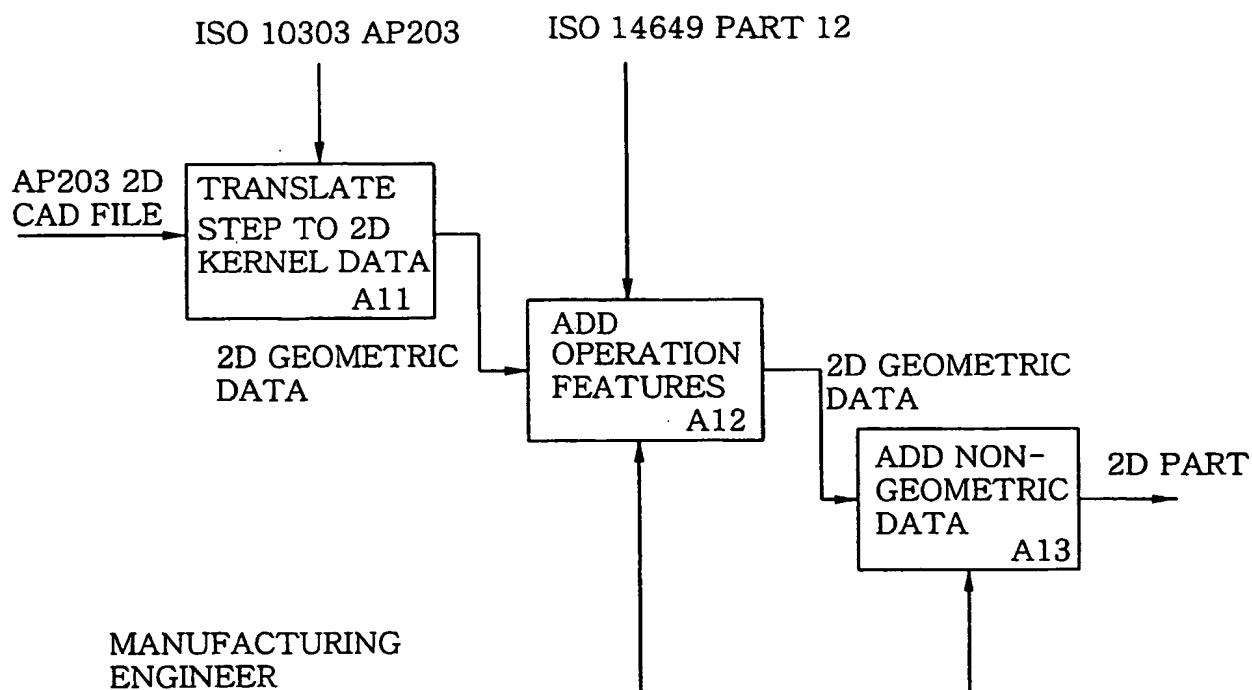 ISO 10303 AP203
ISO 14649 PART 12
AP203 2D
CAD FILE
TRANSLATE
STEP TO 2D
KERNEL DATA
A11
2D GEOMETRIC
DATA
ADD
OPERATION
FEATURES
A12
2D GEOMETRIC
DATA
ADD NON-
GEOMETRIC
DATA
A13
2D PART
MANUFACTURING
ENGINEER